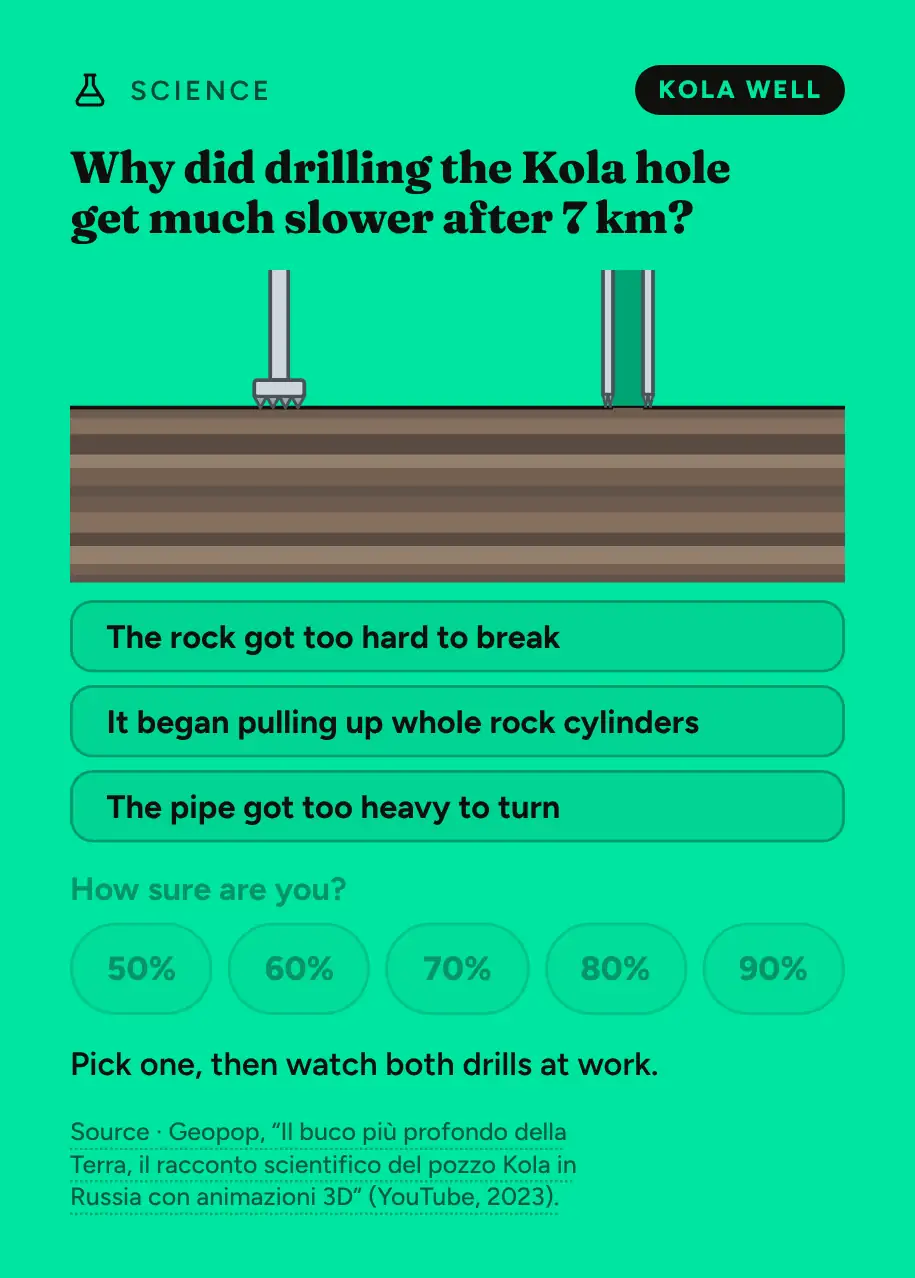 SCIENCE
KOLA WELL
Why did drilling the Kola hole
get much slower after 7 km?
The rock got too hard to break
It began pulling up whole rock cylinders
The pipe got too heavy to turn
How sure are you?
50%
60%
70%
80%
90%
Pick one, then watch both drills at work.
Source · Geopop, “Il buco più profondo della
Terra, il racconto scientifico del pozzo Kola in
Russia con animazioni 3D” (YouTube, 2023).